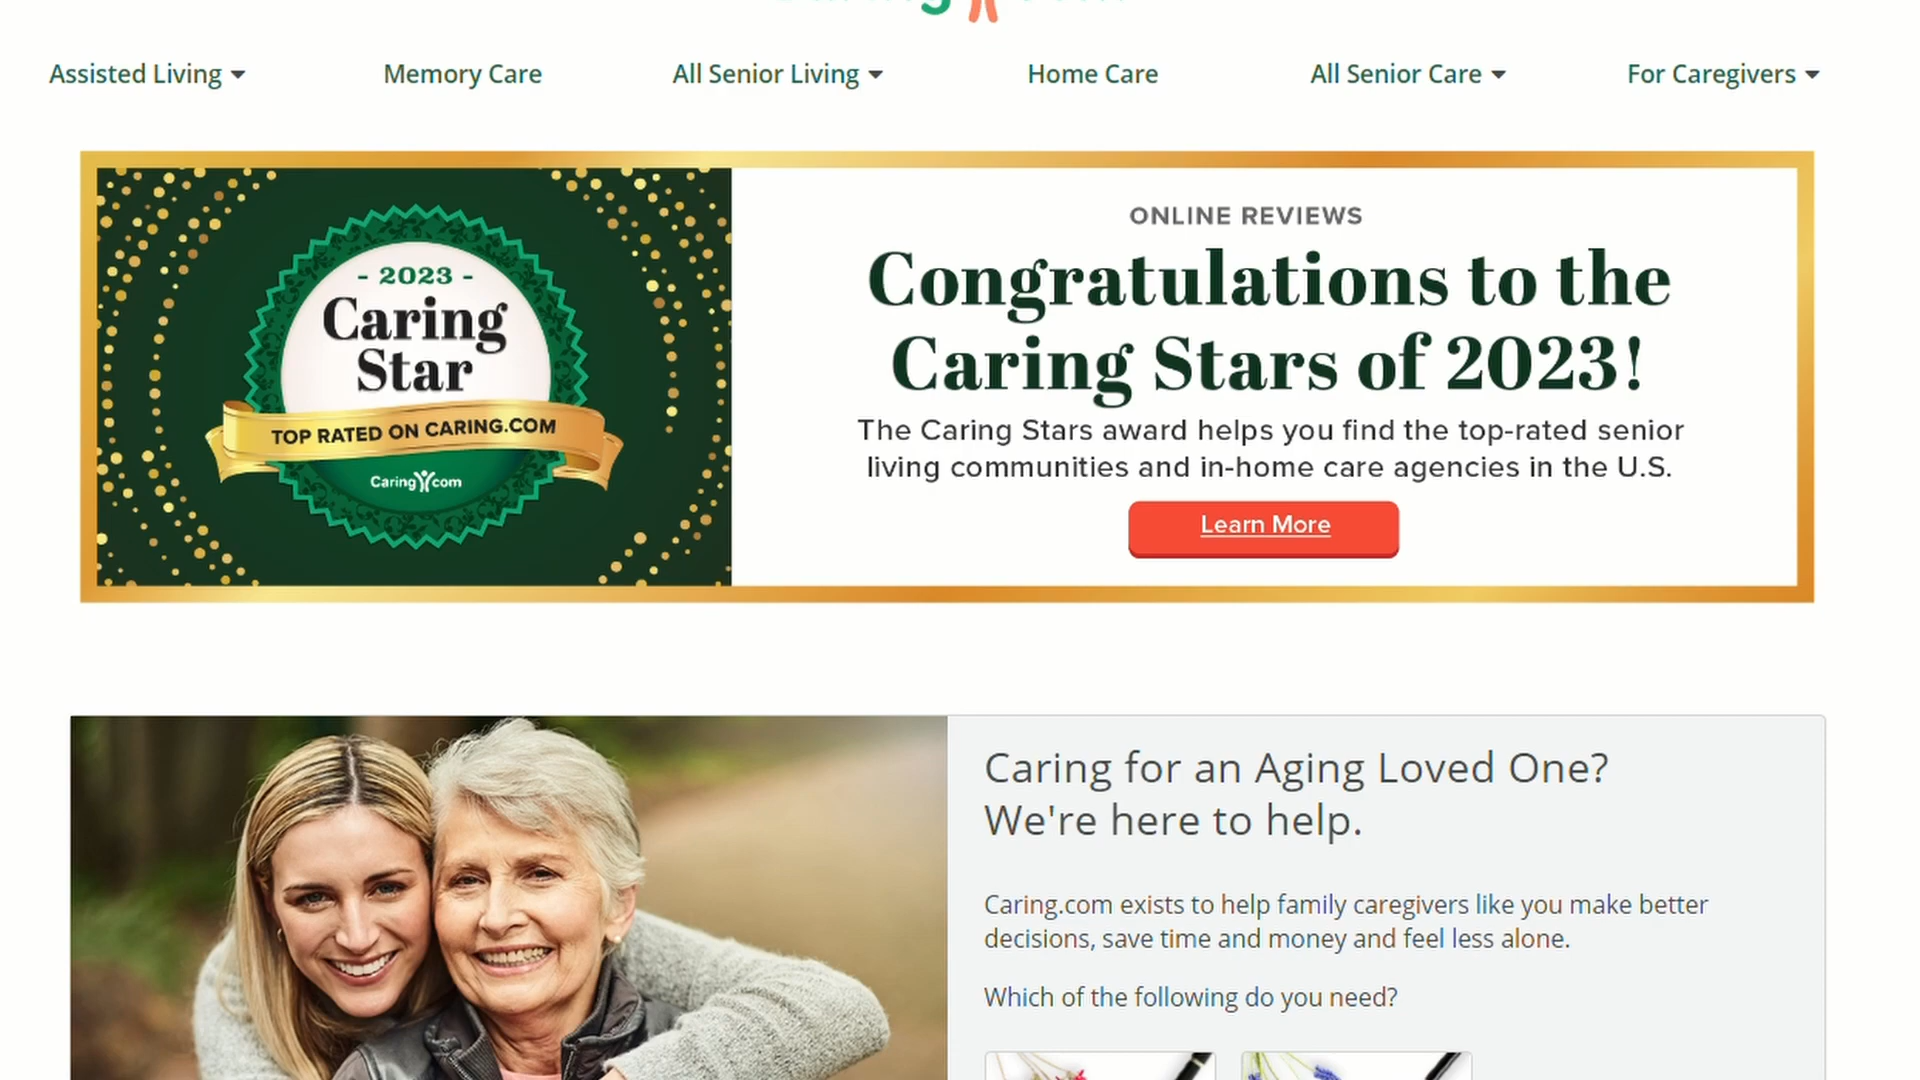 Assisted Living
Memory Care
All Senior Living
Home Care
All Senior Care
For Caregivers
- 2023 -
Caring
Star
TOP RATED ON CARING.COM
Caring com
ONLINE REVIEWS
Congratulations to the
Caring Stars of 2023!
The Caring Stars award helps you find the top-rated senior
living communities and in-home care agencies in the U.S.
Learn More
Caring for an Aging Loved One?
We're here to help.
Caring.com exists to help family caregivers like you make better
decisions, save time and money and feel less alone.
Which of the following do you need?